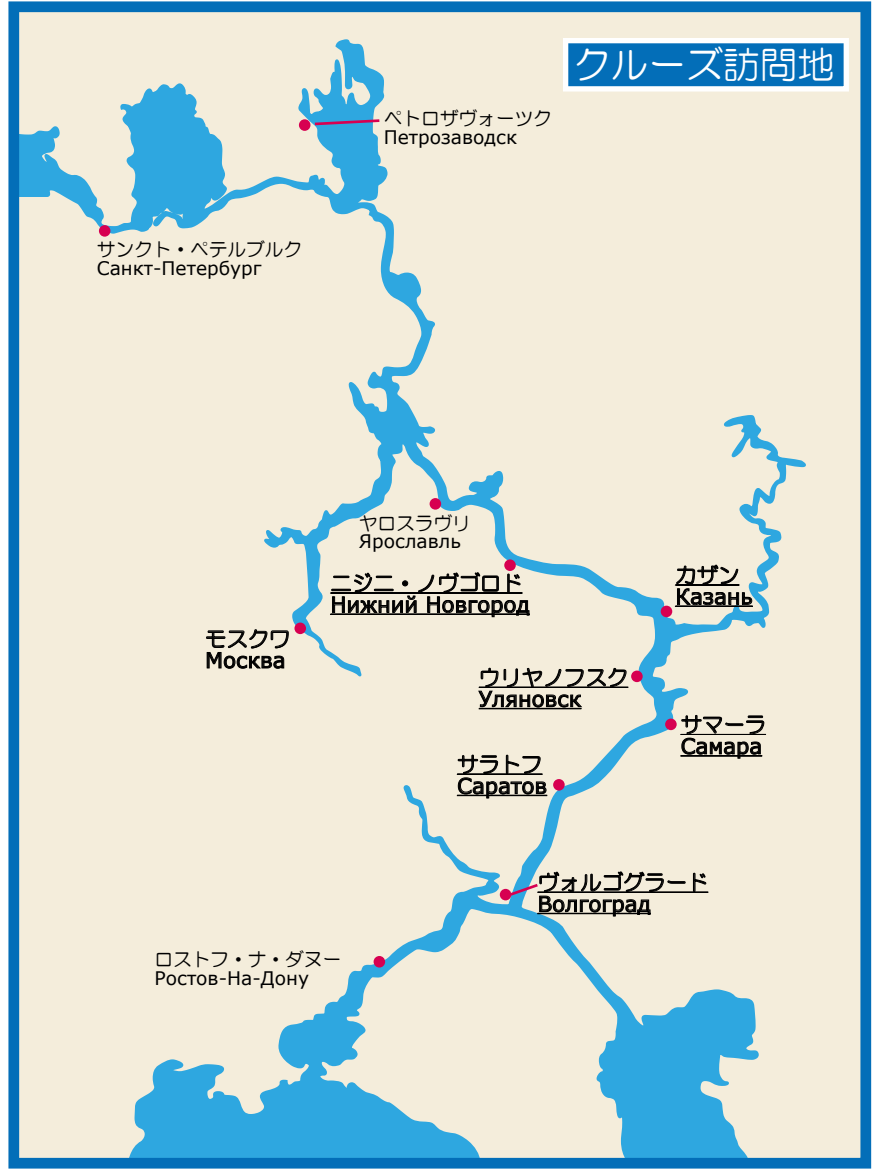 クルーズ訪問地
ペトロザヴォーツク
Петрозаводск
サンクト・ペテルブルク
Санкт-Петербург
ヤロスラヴリ
Ярославль
ニジニ・ノヴゴロド
Нижний Новгород
カザン
Казань
モスクワ
Москва
ウリヤノフスク
Уляновск
サマーラ
Самара
サラトフ
Саратов
ヴォルゴグラード
Волгоград
ロストフ・ナ・ダヌー
Ростов-На-Дону